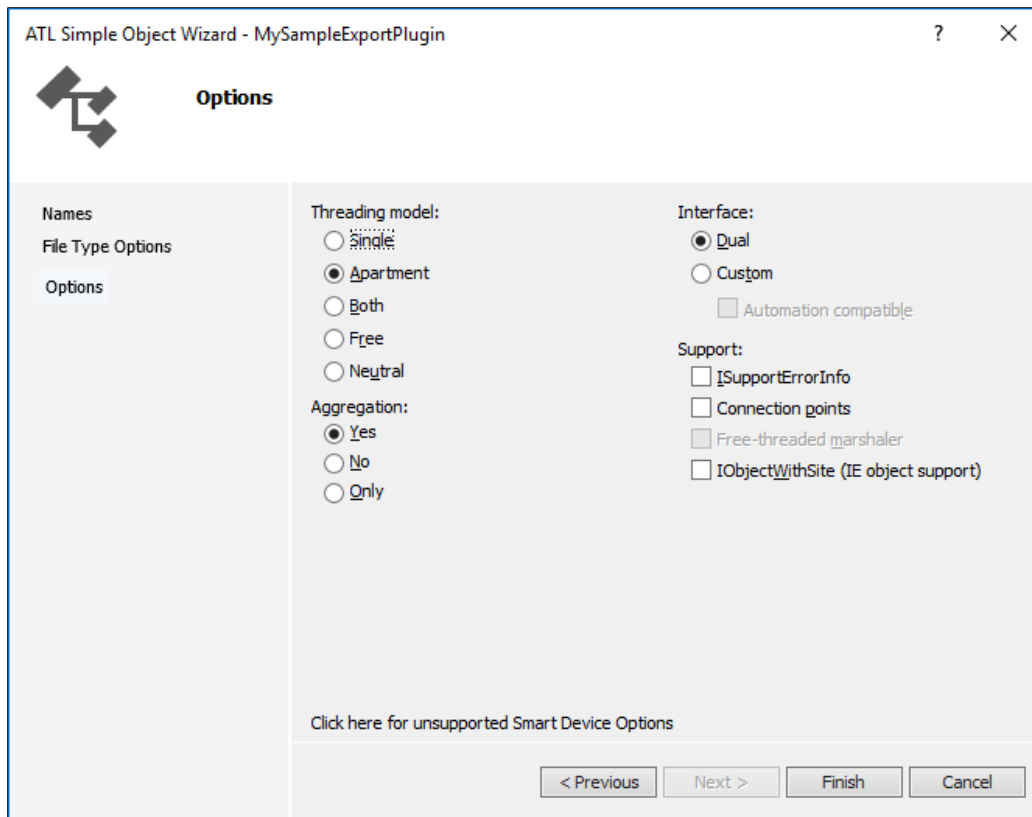 ATL Simple Object Wizard - MySampleExportPlugin
?
Options
Names
File Type Options
Options
Threading model:
Single
Apartment
Both
Free
Neutral
Aggregation:
Yes
No
Only
Interface:
Dual
Custom
Automation compatible
Support:
ISupportErrorInfo
Connection points
Free-threaded marshaler
IObjectWithSite (IE object support)
Click here for unsupported Smart Device Options
< Previous
Next >
Finish
Cancel